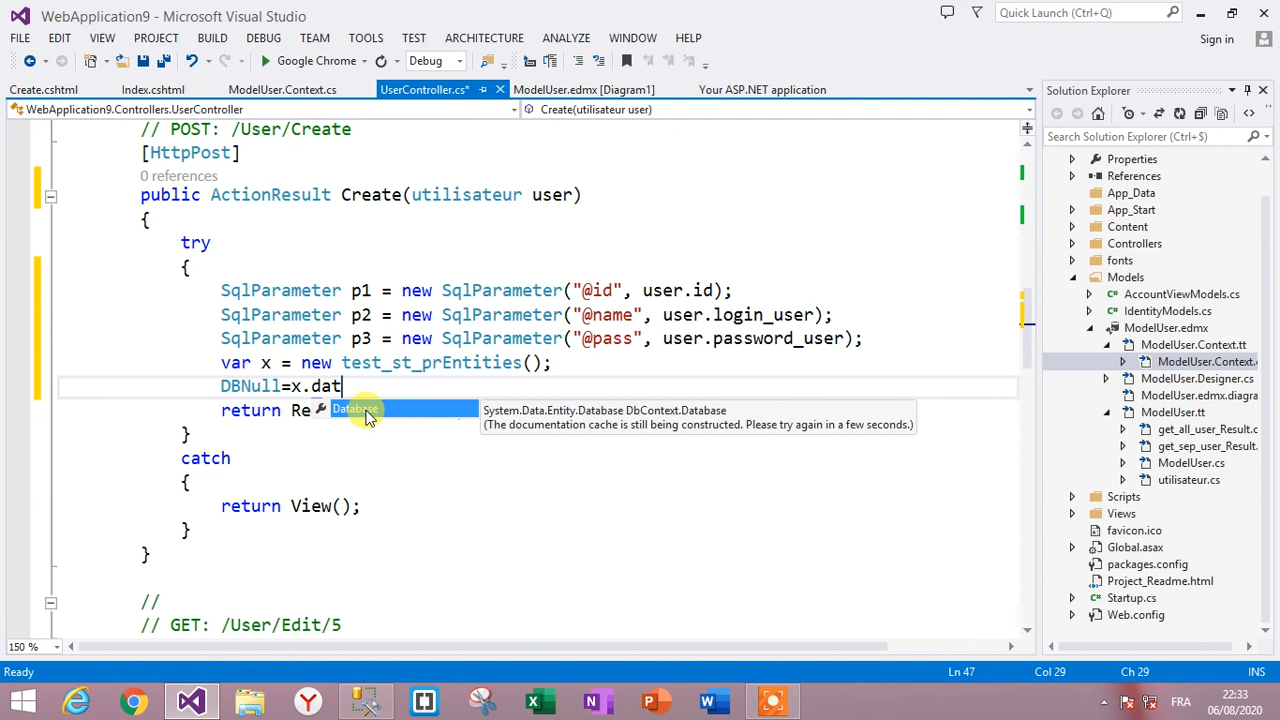 WebApplication9 - Microsoft Visual Studio
Quick Launch (Ctrl+Q)
FILE EDIT VIEW PROJECT BUILD DEBUG TEAM TOOLS TEST ARCHITECTURE ANALYZE WINDOW HELP
Sign in
Google Chrome Debug
Create.cshtml Index.cshtml ModelUser.Context.cs UserController.cs* ModelUser.edmx [Diagram1] Your ASP.NET application
WebApplication9.Controllers.UserController Create(utilisateur user)
// POST: /User/Create
[HttpPost]
0 references
public ActionResult Create(utilisateur user)
{
try
{
SqlParameter p1 = new SqlParameter("@id", user.id);
SqlParameter p2 = new SqlParameter("@name", user.login_user);
SqlParameter p3 = new SqlParameter("@pass", user.password_user);
var x = new test_st_prEntities();
DBNull=x.dat
return Re
Database
System.Data.Entity.Database DbContext.Database
(The documentation cache is still being constructed. Please try again in a few seconds.)
}
catch
{
return View();
}
}
//
// GET: /User/Edit/5
150 %
Solution Explorer
Search Solution Explorer (Ctrl+$)
Properties
References
App_Data
App_Start
Content
Controllers
fonts
Models
AccountViewModels.cs
IdentityModels.cs
ModelUser.edmx
ModelUser.Context.tt
ModelUser.Context.
ModelUser.Designer.cs
ModelUser.edmx.diagra
ModelUser.tt
get_all_user_Result.c
get_sep_user_Result.
ModelUser.cs
utilisateur.cs
Scripts
Views
favicon.ico
Global.asax
packages.config
Project_Readme.html
Startup.cs
Web.config
Ready Ln 47 Col 29 Ch 29 INS
FR
22:33
06/08/2020